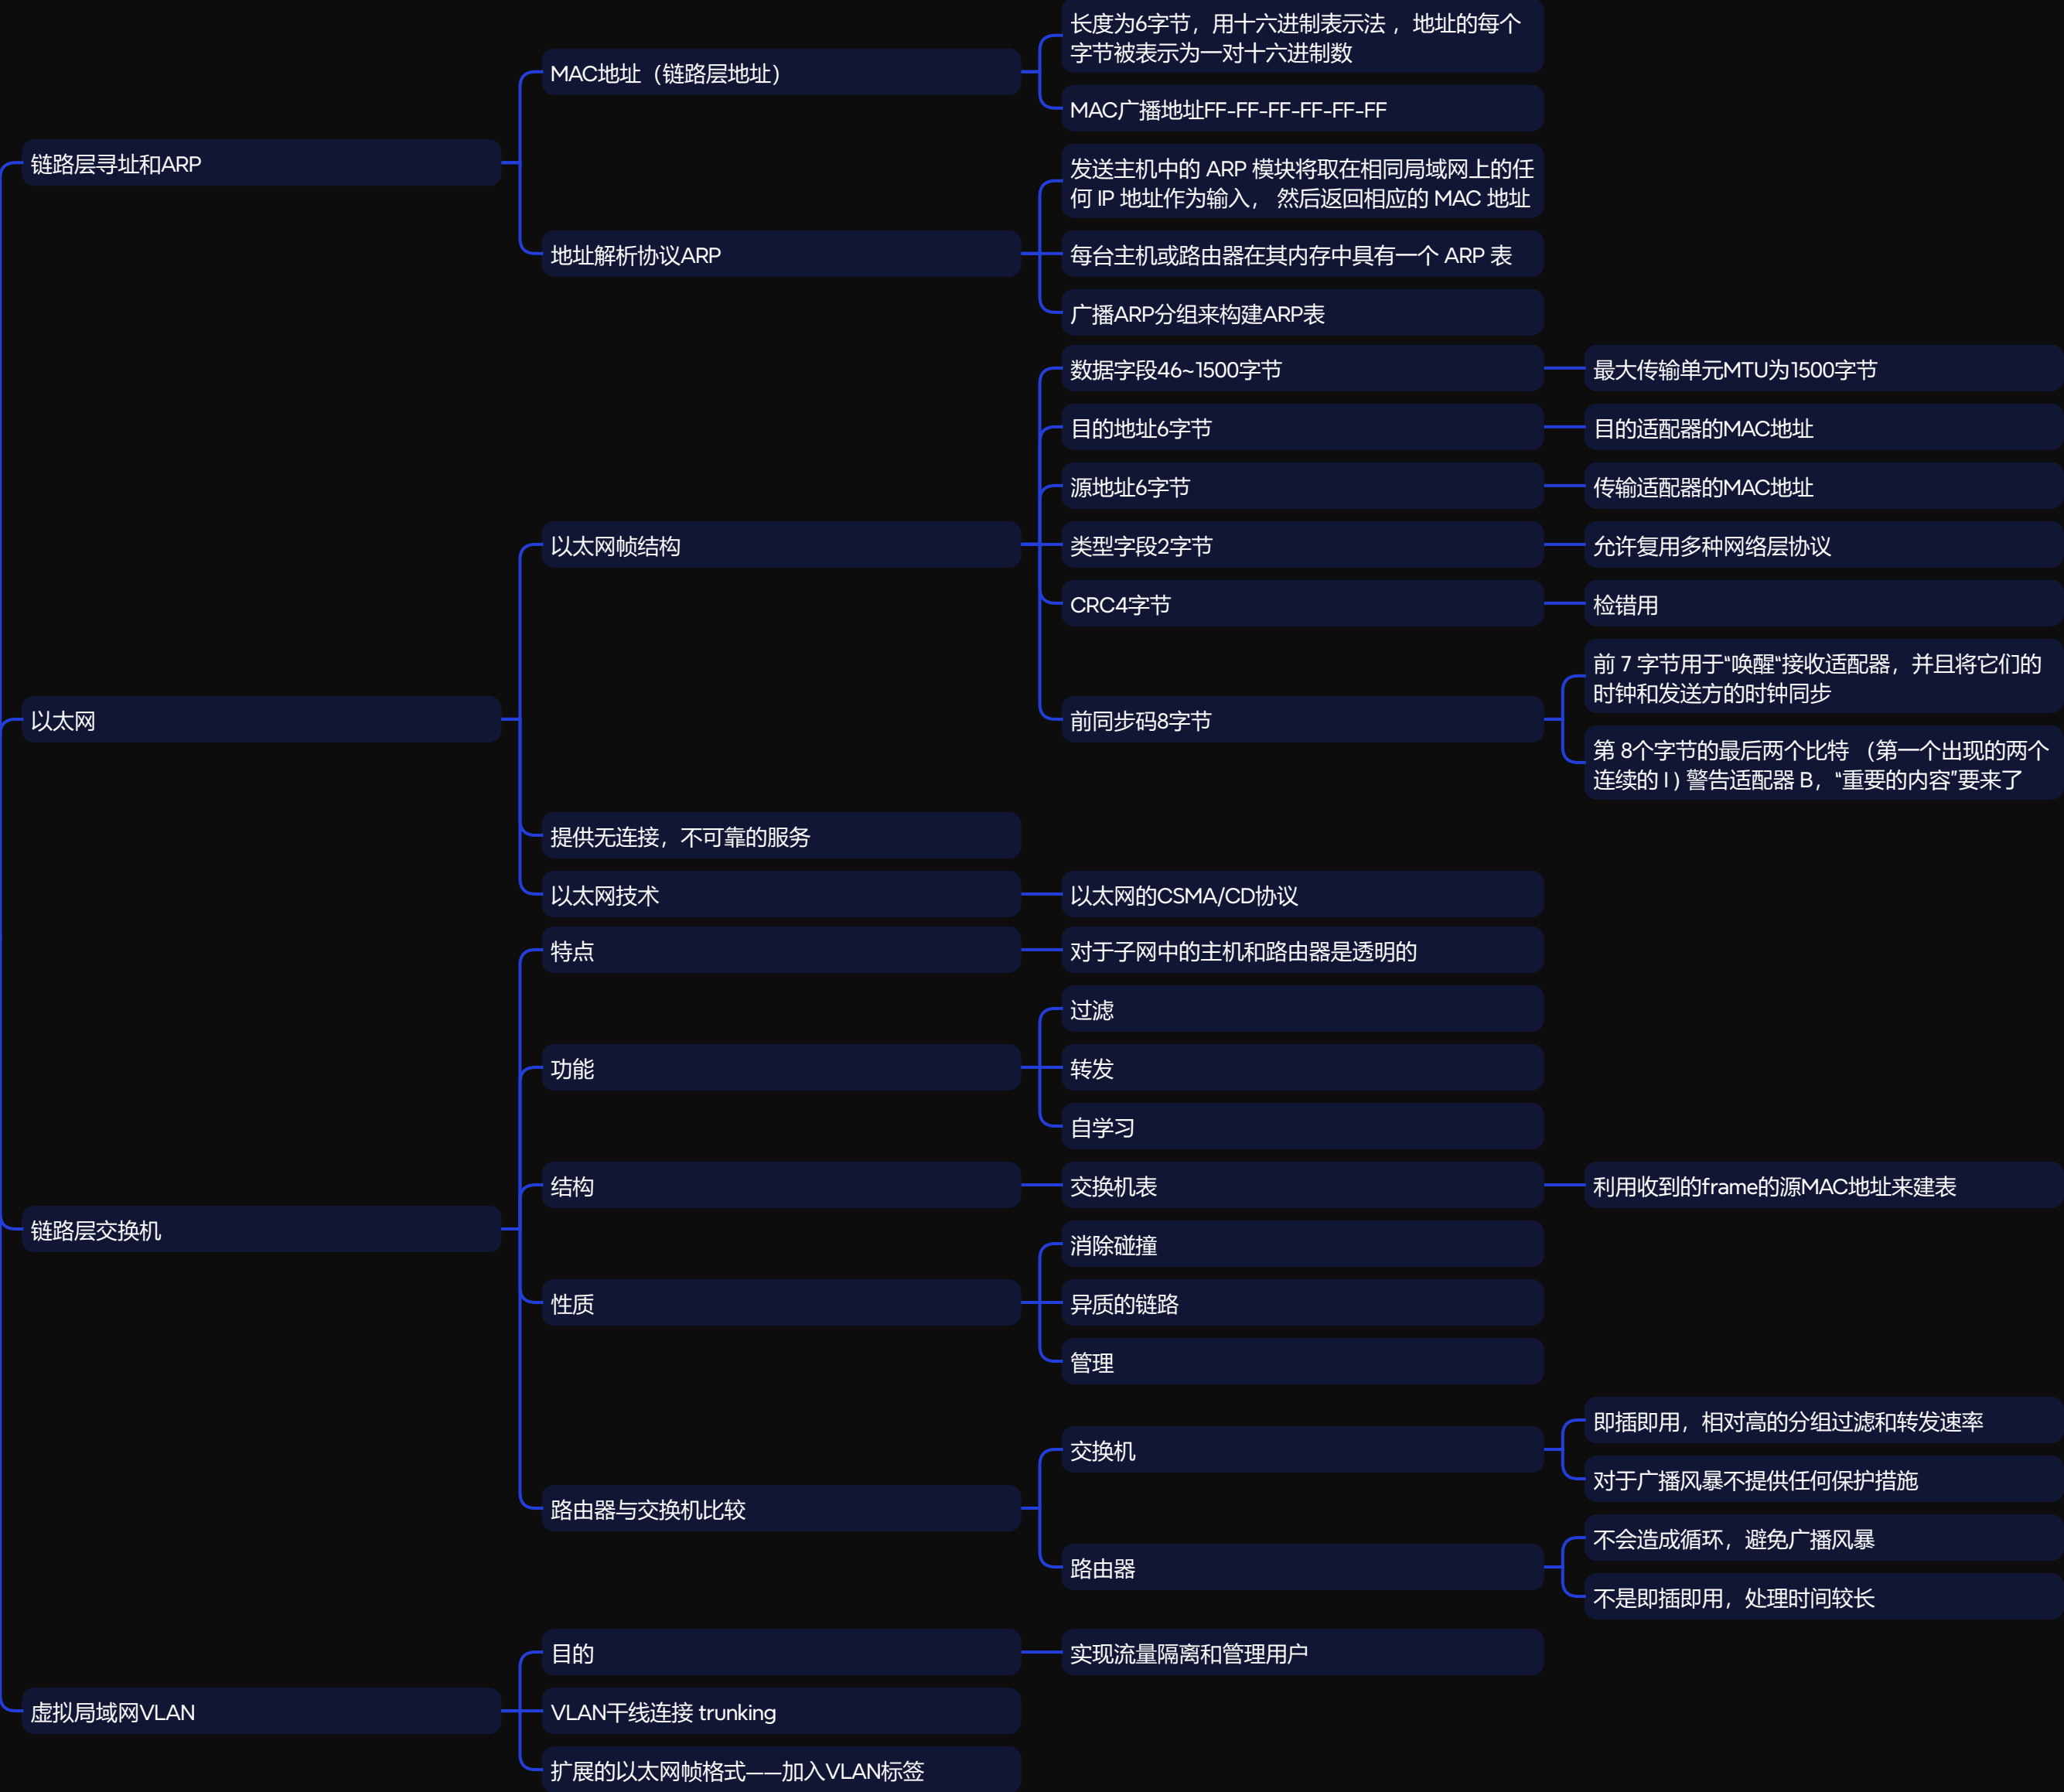 链路层寻址和ARP
MAC地址（链路层地址）
长度为6字节，用十六进制表示法 ，地址的每个
字节被表示为一对十六进制数
MAC广播地址FF-FF-FF-FF-FF-FF
地址解析协议ARP
发送主机中的 ARP 模块将取在相同局域网上的任
何 IP 地址作为输入， 然后返回相应的 MAC 地址
每台主机或路由器在其内存中具有一个 ARP 表
广播ARP分组来构建ARP表
以太网
以太网帧结构
数据字段46~1500字节
最大传输单元MTU为1500字节
目的地址6字节
目的适配器的MAC地址
源地址6字节
传输适配器的MAC地址
类型字段2字节
允许复用多种网络层协议
CRC4字节
检错用
前同步码8字节
前 7 字节用于“唤醒“接收适配器，并且将它们的
时钟和发送方的时钟同步
第 8个字节的最后两个比特 （第一个出现的两个
连续的 I ) 警告适配器 B，“重要的内容”要来了
提供无连接，不可靠的服务
以太网技术
以太网的CSMA/CD协议
链路层交换机
特点
对于子网中的主机和路由器是透明的
功能
过滤
转发
自学习
结构
交换机表
利用收到的frame的源MAC地址来建表
性质
消除碰撞
异质的链路
管理
路由器与交换机比较
交换机
即插即用，相对高的分组过滤和转发速率
对于广播风暴不提供任何保护措施
路由器
不会造成循环，避免广播风暴
不是即插即用，处理时间较长
虚拟局域网VLAN
目的
实现流量隔离和管理用户
VLAN干线连接 trunking
扩展的以太网帧格式——加入VLAN标签